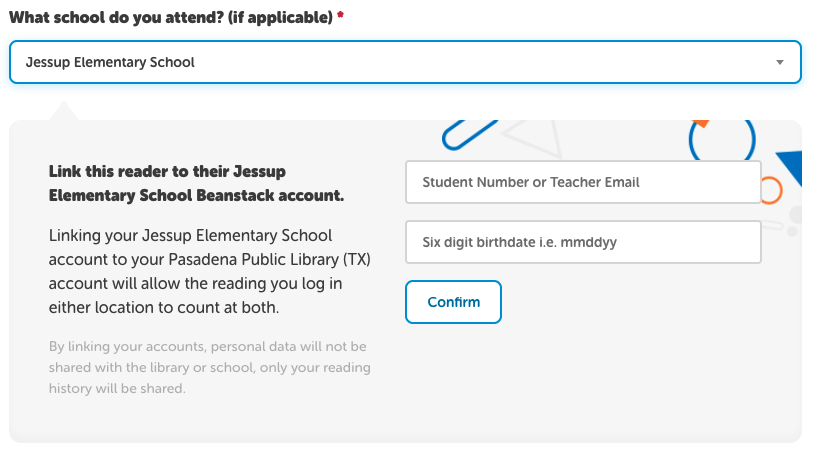 What school do you attend? (if applicable) *
Jessup Elementary School
Link this reader to their Jessup
Elementary School Beanstack account.
Linking your Jessup Elementary School
account to your Pasadena Public Library (TX)
account will allow the reading you log in
either location to count at both.
By linking your accounts, personal data will not be
shared with the library or school, only your reading
history will be shared.
Student Number or Teacher Email
Six digit birthdate i.e. mmddyy
Confirm